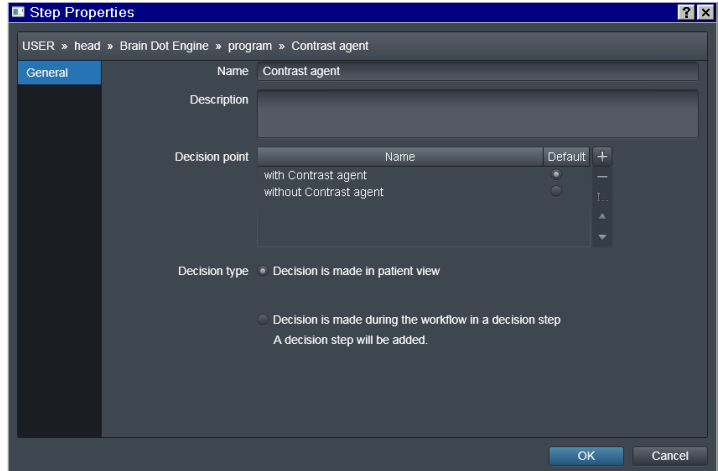 Step Properties
?
×
USER » head » Brain Dot Engine » program » Contrast agent
General
Name
Contrast agent
Description
Decision point
Name
Default
+
with Contrast agent
–
without Contrast agent
Decision type
Decision is made in patient view
Decision is made during the workflow in a decision step
A decision step will be added.
OK
Cancel